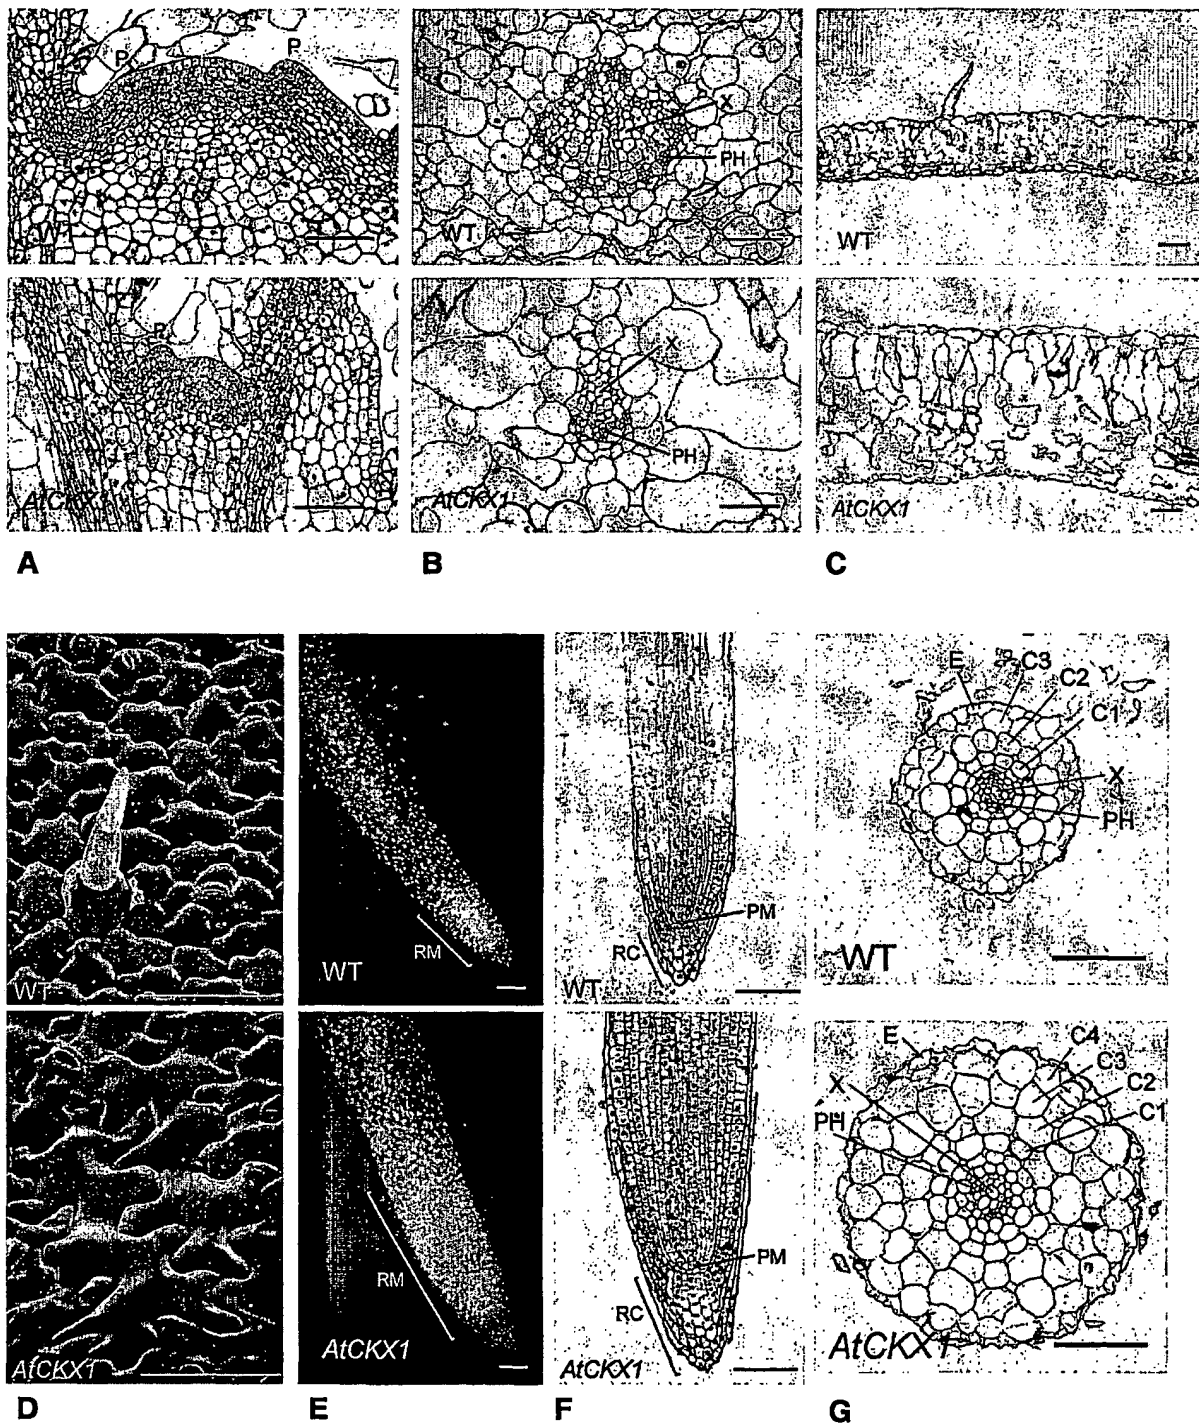 P
P
WT
X
PH
WT
WT
P
AtCKX1
X
PH
AtCKX1
AtCKX1
A
B
C
WT
RM
WT
PM
RC
WT
E
C3
C2
C1
X
PH
WT
AtCKX1
RM
AtCKX1
PM
RC
AtCKX1
E
C4
C3
C2
C1
X
PH
AtCKX1
D
E
F
G